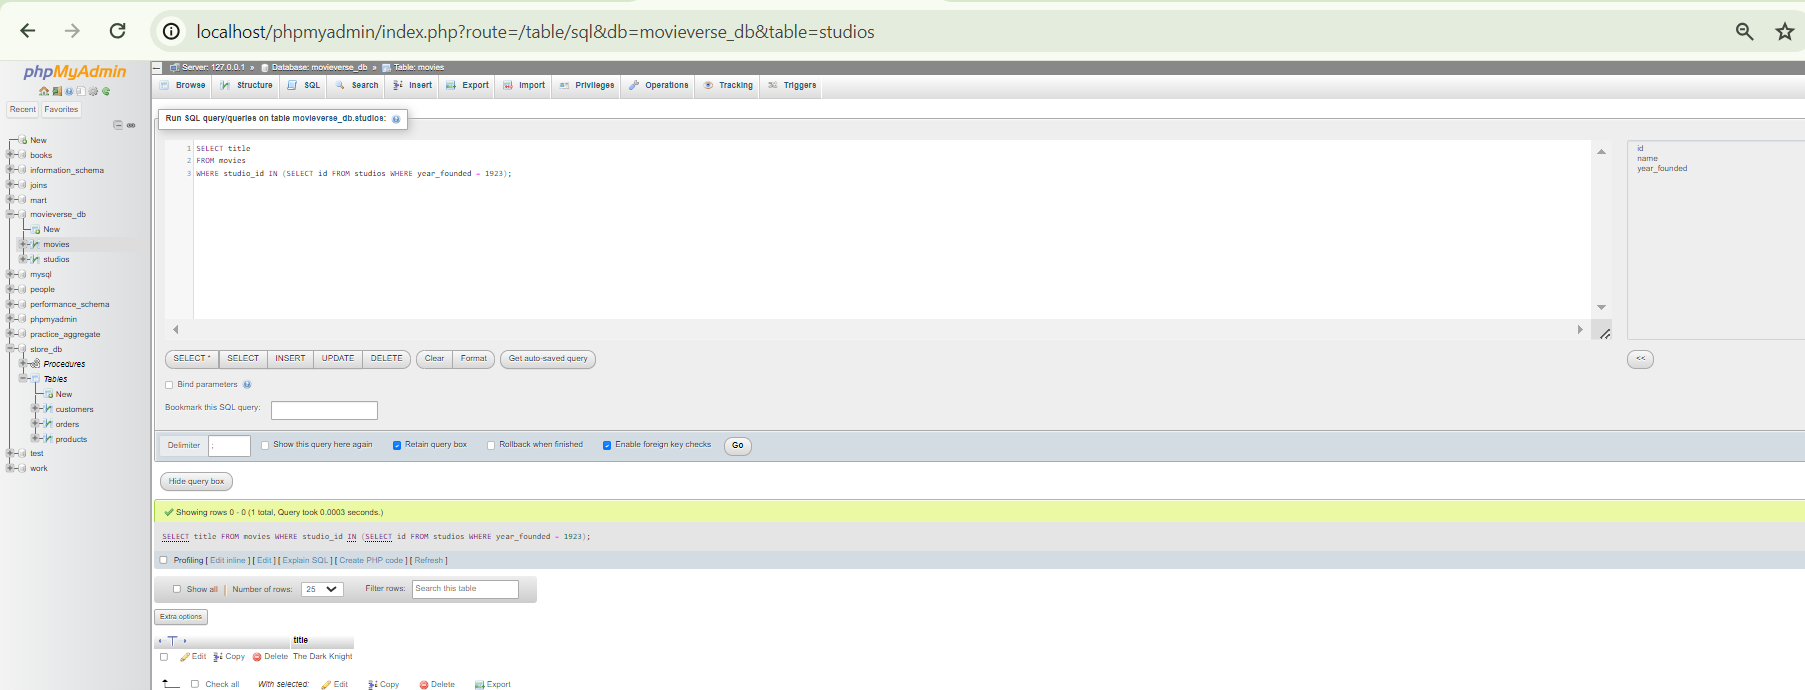 localhost/phpmyadmin/index.php?route=/table/sql&db=movieverse_db&table=studios
phpMyAdmin
Recent Favorites
New
books
information_schema
joins
mart
movieverse_db
New
movies
studios
mysql
people
performance_schema
phpmyadmin
practice_aggregate
store_db
Procedures
Tables
New
customers
orders
products
test
work
Server: 127.0.0.1 » Database: movieverse_db » Table: movies
Browse Structure SQL Search Insert Export Import Privileges Operations Tracking Triggers
Run SQL query/queries on table movieverse_db.studios:
1 SELECT title
2 FROM movies
3 WHERE studio_id IN (SELECT id FROM studios WHERE year_founded = 1923);
id
name
year_founded
SELECT * SELECT INSERT UPDATE DELETE Clear Format Get auto-saved query
<<
Bind parameters
Bookmark this SQL query:
Delimiter ; Show this query here again Retain query box Rollback when finished Enable foreign key checks Go
Hide query box
Showing rows 0 - 0 (1 total, Query took 0.0003 seconds.)
SELECT title FROM movies WHERE studio_id IN (SELECT id FROM studios WHERE year_founded = 1923);
Profiling [ Edit inline ] [ Edit ] [ Explain SQL ] [ Create PHP code ] [ Refresh ]
Show all | Number of rows: 25 Filter rows: Search this table
Extra options
title
Edit Copy Delete The Dark Knight
Check all With selected: Edit Copy Delete Export